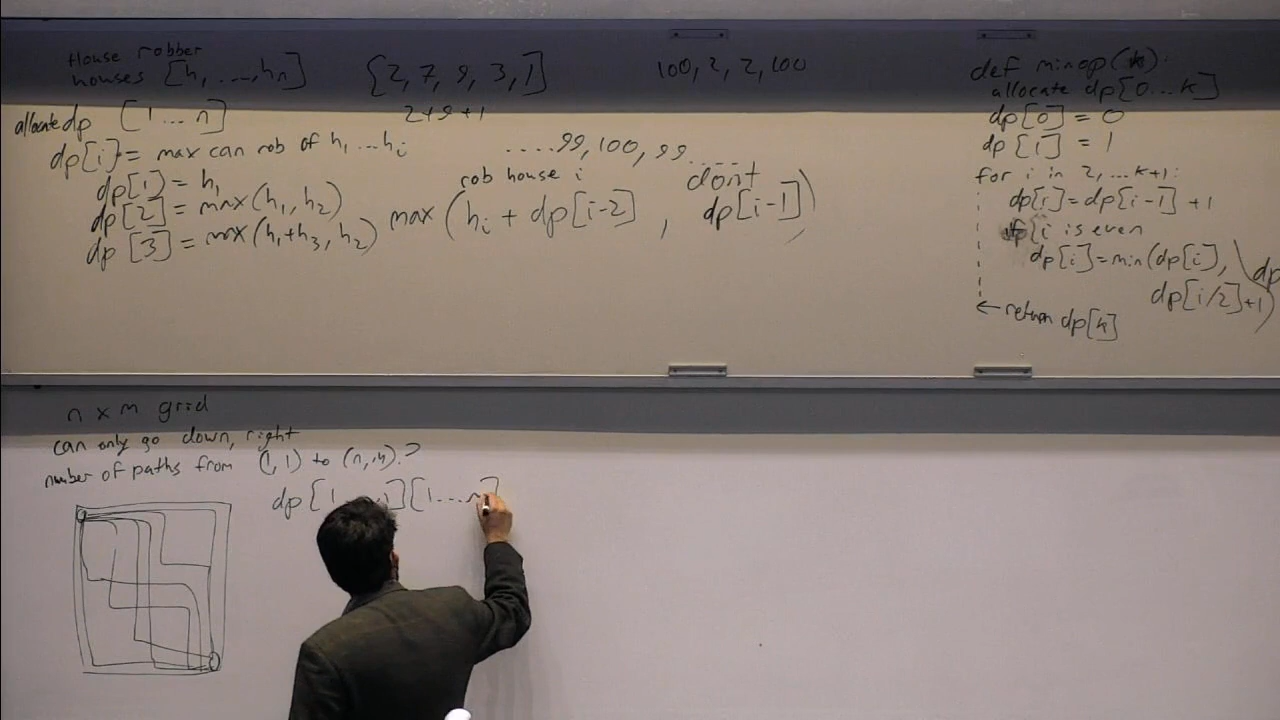 House robber
houses [h₁ ,...,hₙ]
{2, 7, 9, 3, 1]
2+9+1
allocate dp [1 ... n]
dp[i] = max can rob of h₁ ... hᵢ
dp[1] = h₁
dp[2] = max(h₁, h₂)
dp[3] = max(h₁+h₃, h₂)
100, 2, 2, 100
..... 99, 100, 99 .....
rob house i
dont
max(hᵢ + dp[i-2] , dp[i-1])
def minop(k):
allocate dp[0...k]
dp[0] = 0
dp[1] = 1
for i in 2, ... k+1:
dp[i]=dp[i-1] +1
if i is even
dp[i]=min(dp[i],
dp[i/2]+1)
dp
← return dp[k]
n x m grid
can only go down, right
number of paths from (1,1) to (n,m)?
dp[1 ][1...